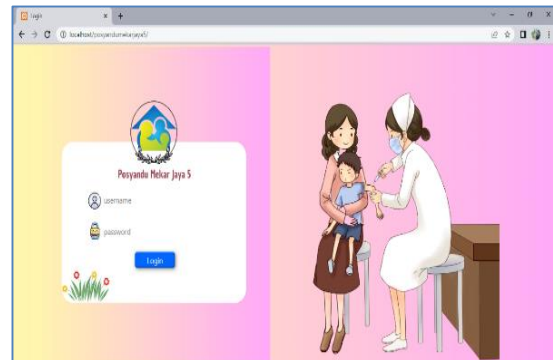 Login
localhost/posyandumekarjaya5/
Posyandu Mekar Jaya 5
username
password
Login